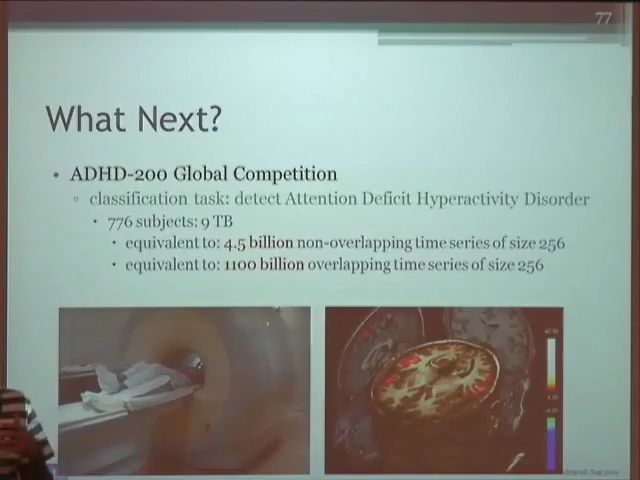 77
What Next?
• ADHD-200 Global Competition
▫ classification task: detect Attention Deficit Hyperactivity Disorder
• 776 subjects: 9 TB
• equivalent to: 4.5 billion non-overlapping time series of size 256
• equivalent to: 1100 billion overlapping time series of size 256